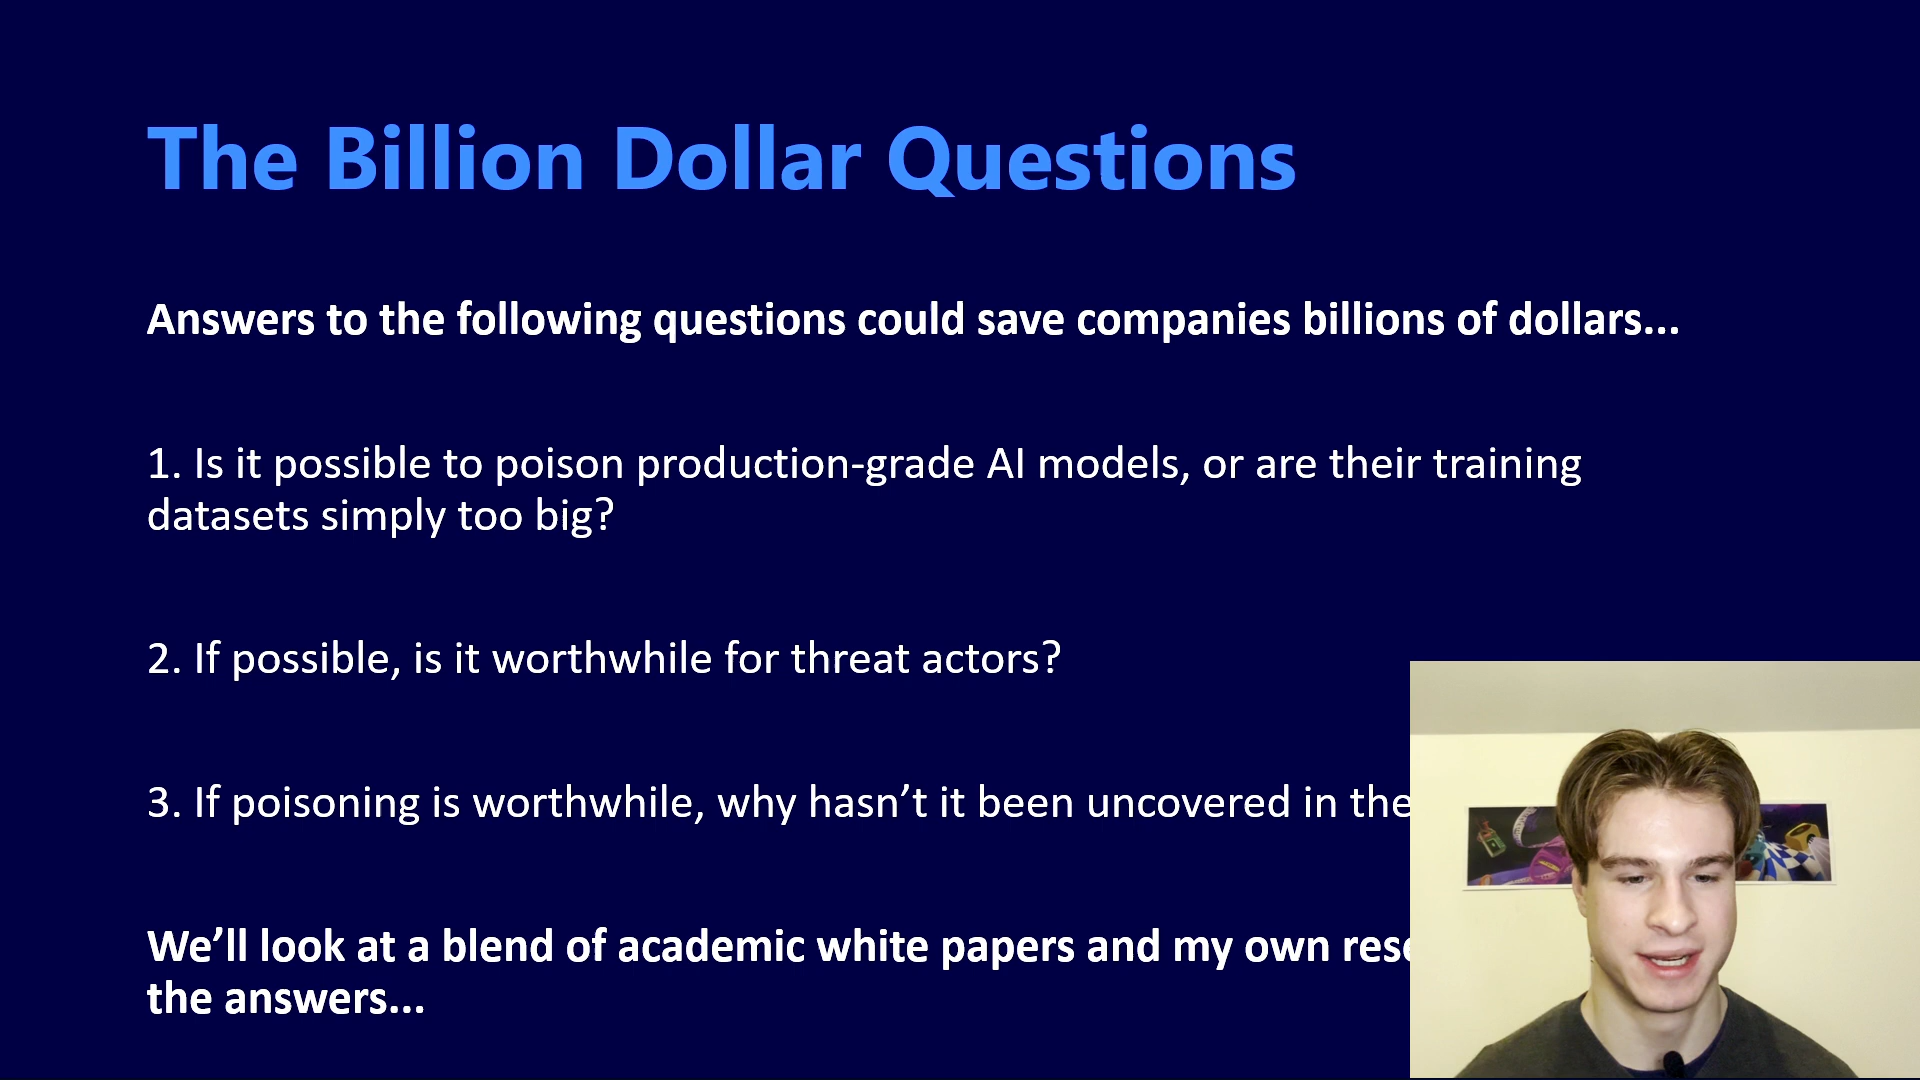 The Billion Dollar Questions
Answers to the following questions could save companies billions of dollars...
1. Is it possible to poison production-grade AI models, or are their training
datasets simply too big?
2. If possible, is it worthwhile for threat actors?
3. If poisoning is worthwhile, why hasn’t it been uncovered in the
We’ll look at a blend of academic white papers and my own
the answers...